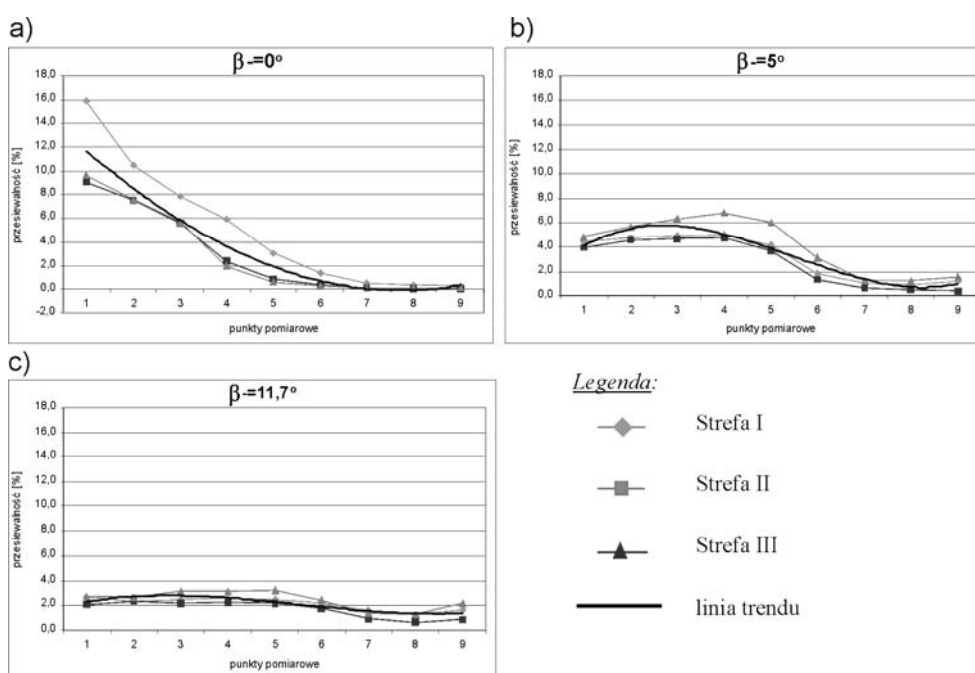 a)
β-=0°
18,0
16,0
14,0
12,0
10,0
8,0
6,0
4,0
2,0
0,0
-2,0
przesiewalność [%]
1 2 3 4 5 6 7 8 9
punkty pomiarowe
b)
β-=5°
18,0
16,0
14,0
12,0
10,0
8,0
6,0
4,0
2,0
0,0
przesiewalność [%]
1 2 3 4 5 6 7 8 9
punkty pomiarowe
c)
β-=11,7°
18,0
16,0
14,0
12,0
10,0
8,0
6,0
4,0
2,0
0,0
przesiewalność [%]
1 2 3 4 5 6 7 8 9
punkty pomiarowe
Legenda:
Strefa I
Strefa II
Strefa III
linia trendu